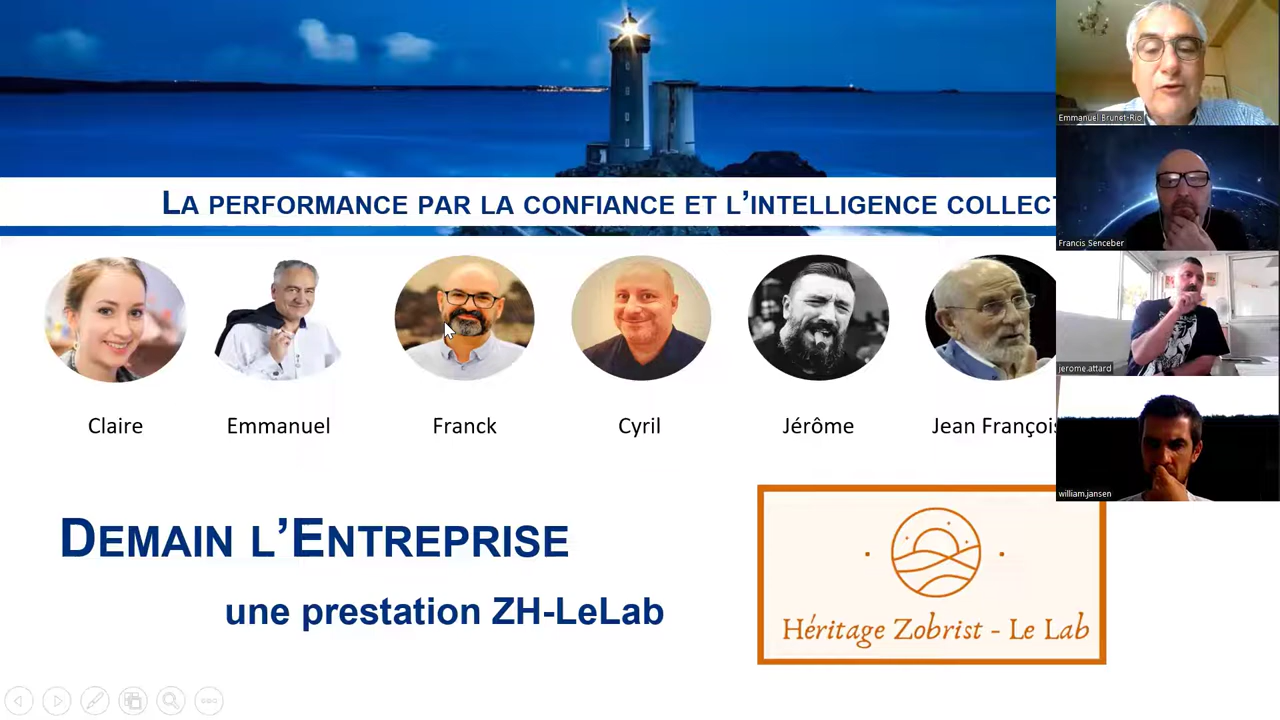 LA PERFORMANCE PAR LA CONFIANCE ET L’INTELLIGENCE COLLECT
Claire
Emmanuel
Franck
Cyril
Jérôme
Jean François
DEMAIN L’ENTREPRISE
une prestation ZH-LeLab
Héritage Zobrist - Le Lab
Emmanuel Brunet-Rio
Francis Senceber
jerome.attard
william.jansen